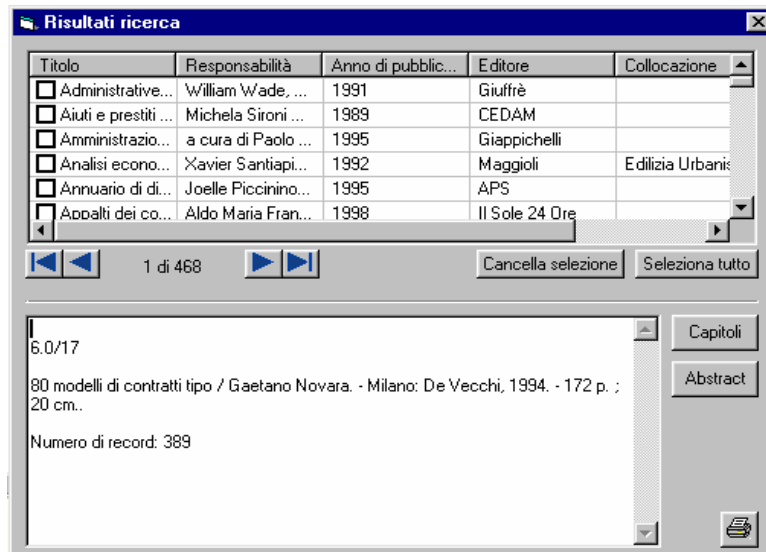 Risultati ricerca
Titolo Responsabilità Anno di pubblic... Editore Collocazione
Administrative... William Wade, ... 1991 Giuffrè
Aiuti e prestiti ... Michela Sironi ... 1989 CEDAM
Amministrazio... a cura di Paolo ... 1995 Giappichelli
Analisi econo... Xavier Santiapi... 1992 Maggioli Edilizia Urbanis
Annuario di di... Joelle Piccinino... 1995 APS
Appalti dei co... Aldo Maria Fran... 1998 Il Sole 24 Ore
1 di 468 Cancella selezione Seleziona tutto
Capitoli
6.0/17
Abstract
80 modelli di contratti tipo / Gaetano Novara. - Milano: De Vecchi, 1994. - 172 p. ;
20 cm..
Numero di record: 389